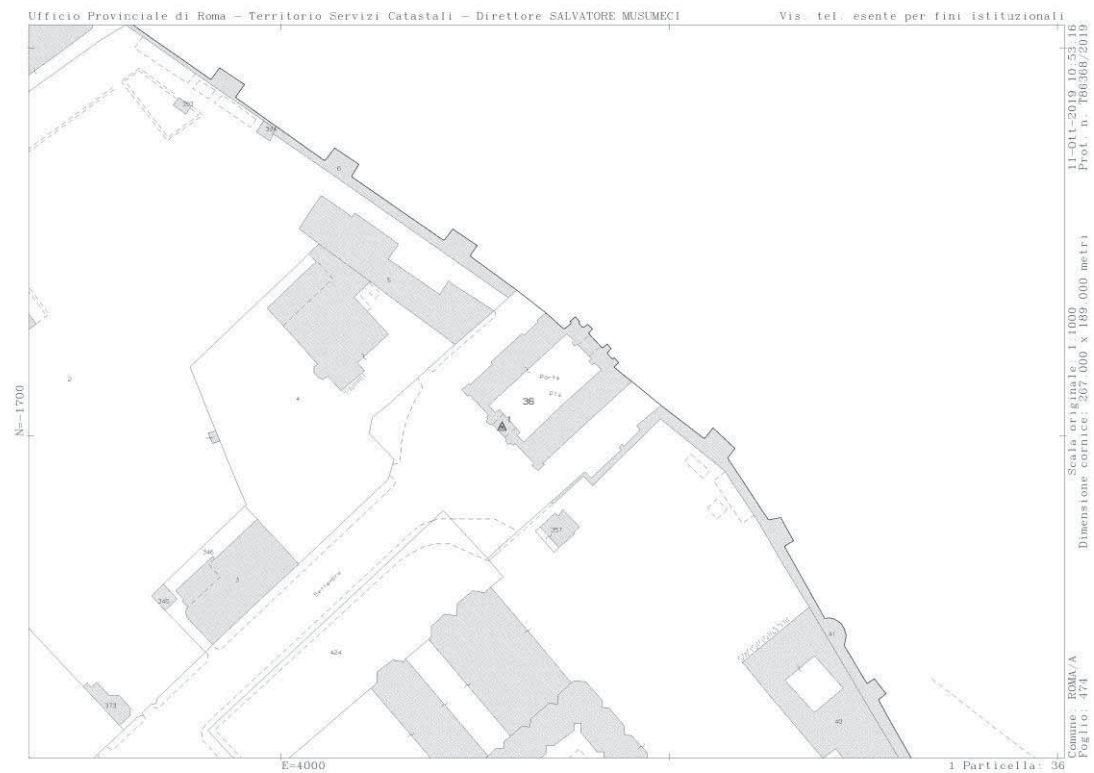 Ufficio Provinciale di Roma - Territorio Servizi Catastali - Direttore SALVATORE MUSUMECI
Vis. tel. esente per fini istituzionali
11-Ott-2019 10:53:16
Prot. n. T86368/2019
Scala originale: 1:1000
Dimensione cornice: 267.000 x 189.000 metri
Comune: ROMA/A
Foglio: 474
N=-1700
E=4000
1 Particella: 36
6
5
2
4
Porta
Pia
36
1
357
346
3
345
Settembre
424
373
41
40